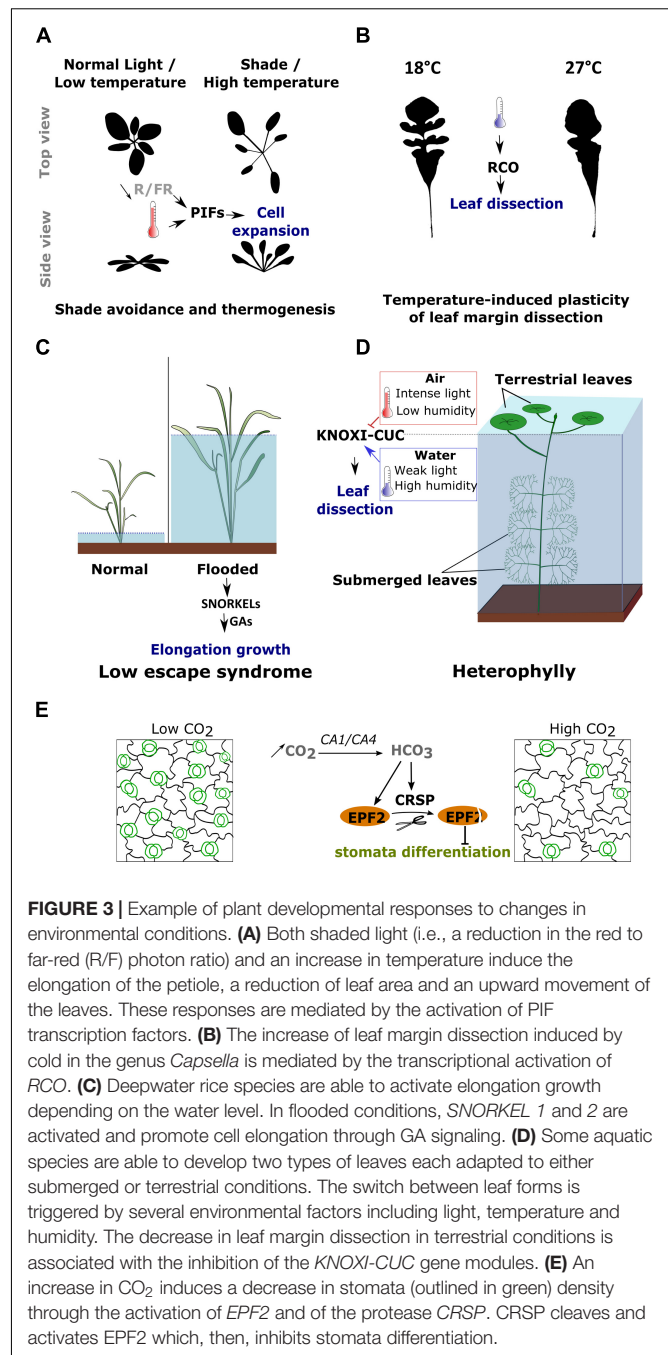 A
Normal Light /
Low temperature
Shade /
High temperature
Top view
R/FR
PIFs
Cell
expansion
Side view
Shade avoidance and thermogenesis
B
18°C
27°C
RCO
Leaf dissection
Temperature-induced plasticity
of leaf margin dissection
C
Normal
Flooded
SNORKELs
GAs
Elongation growth
Low escape syndrome
D
Air
Intense light
Low humidity
KNOXI-CUC
Water
Weak light
High humidity
Leaf
dissection
Terrestrial leaves
Submerged leaves
Heterophylly
E
Low CO2
CO2
CA1/CA4
HCO3
CRSP
EPF2
EPF2
stomata differentiation
High CO2
FIGURE 3 | Example of plant developmental responses to changes in
environmental conditions. (A) Both shaded light (i.e., a reduction in the red to
far-red (R/F) photon ratio) and an increase in temperature induce the
elongation of the petiole, a reduction of leaf area and an upward movement of
the leaves. These responses are mediated by the activation of PIF
transcription factors. (B) The increase of leaf margin dissection induced by
cold in the genus Capsella is mediated by the transcriptional activation of
RCO. (C) Deepwater rice species are able to activate elongation growth
depending on the water level. In flooded conditions, SNORKEL 1 and 2 are
activated and promote cell elongation through GA signaling. (D) Some aquatic
species are able to develop two types of leaves each adapted to either
submerged or terrestrial conditions. The switch between leaf forms is
triggered by several environmental factors including light, temperature and
humidity. The decrease in leaf margin dissection in terrestrial conditions is
associated with the inhibition of the KNOXI-CUC gene modules. (E) An
increase in CO2 induces a decrease in stomata (outlined in green) density
through the activation of EPF2 and of the protease CRSP. CRSP cleaves and
activates EPF2 which, then, inhibits stomata differentiation.